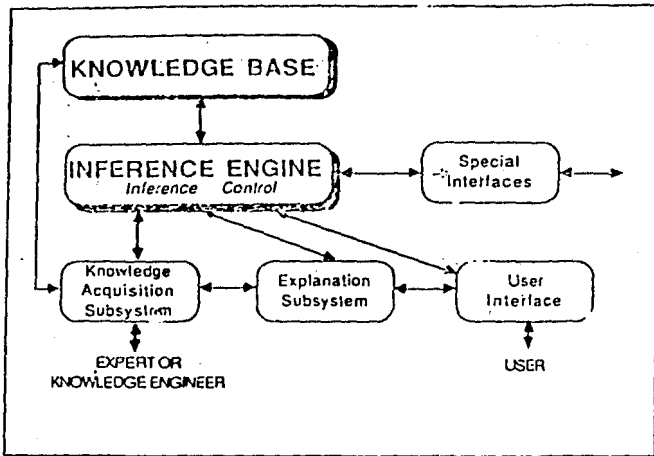 KNOWLEDGE BASE
INFERENCE ENGINE
Inference Control
Special
Interfaces
Knowledge
Acquisition
Subsystem
Explanation
Subsystem
User
Interface
EXPERT OR
KNOWLEDGE ENGINEER
USER